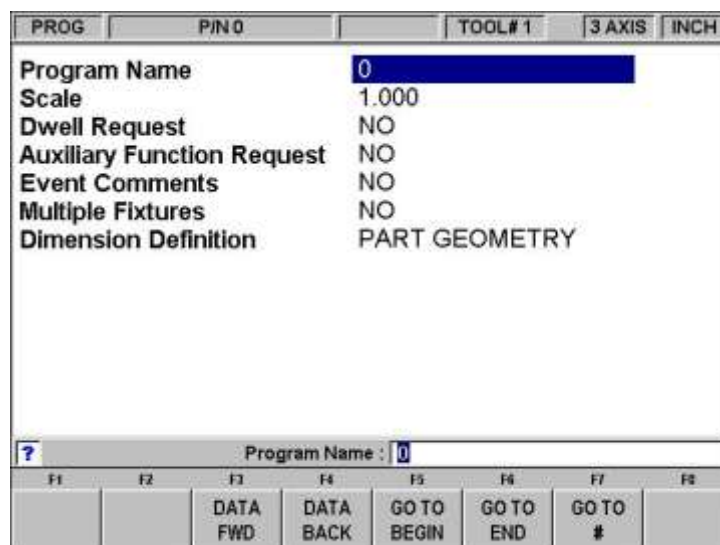 PROG P/N 0 TOOL# 1 3 AXIS INCH
Program Name 0
Scale 1.000
Dwell Request NO
Auxiliary Function Request NO
Event Comments NO
Multiple Fixtures NO
Dimension Definition PART GEOMETRY
? Program Name : 0
F1 F2 F3 F4 F5 F6 F7 F8
DATA FWD DATA BACK GO TO BEGIN GO TO END GO TO #